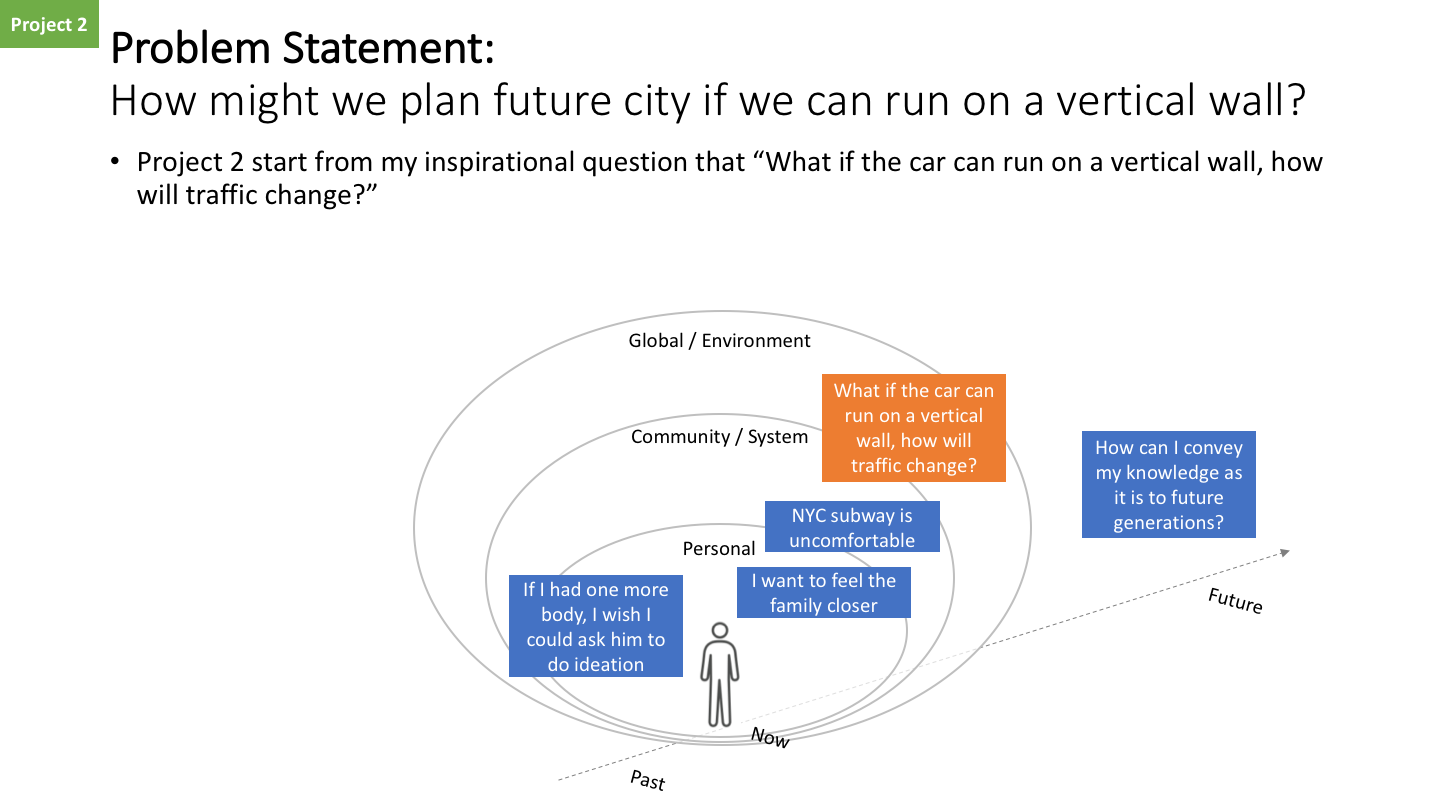 Project 2
Problem Statement:
How might we plan future city if we can run on a vertical wall?
• Project 2 start from my inspirational question that “What if the car can run on a vertical wall, how
will traffic change?”
Global / Environment
What if the car can
run on a vertical
wall, how will
traffic change?
Community / System
How can I convey
my knowledge as
it is to future
generations?
NYC subway is
uncomfortable
Personal
I want to feel the
family closer
If I had one more
body, I wish I
could ask him to
do ideation
Future
Now
Past